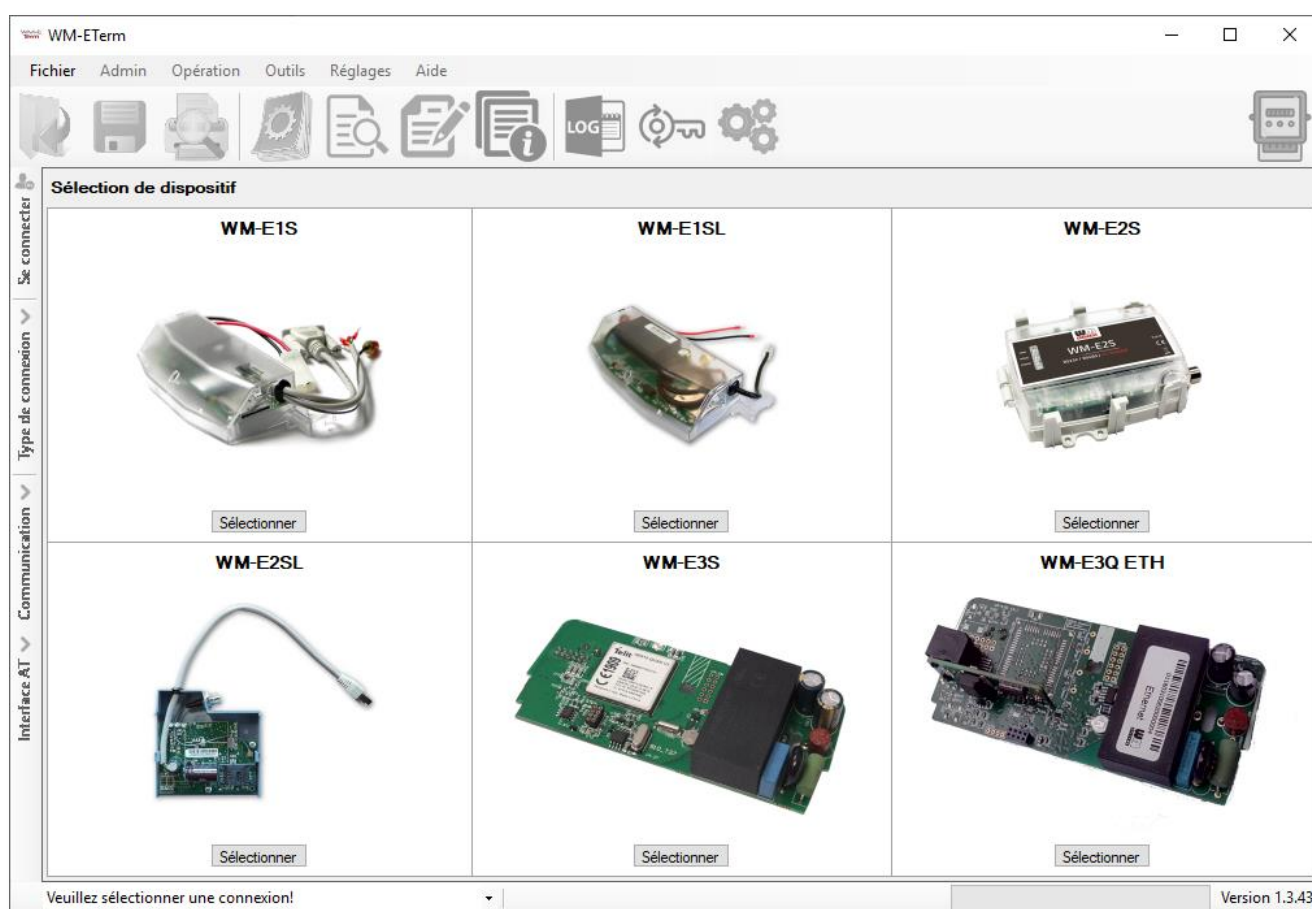 WM-ETerm
Fichier Admin Opération Outils Réglages Aide
LOG
Sélection de dispositif
Se connecter
Type de connexion
Communication
Interface AT
WM-E1S
WM-E1SL
WM-E2S
WM-E2S
Sélectionner
Sélectionner
Sélectionner
WM-E2SL
WM-E3S
WM-E3Q ETH
Telit
CE1909
Ethernet
Sélectionner
Sélectionner
Sélectionner
Veuillez sélectionner une connexion!
Version 1.3.43